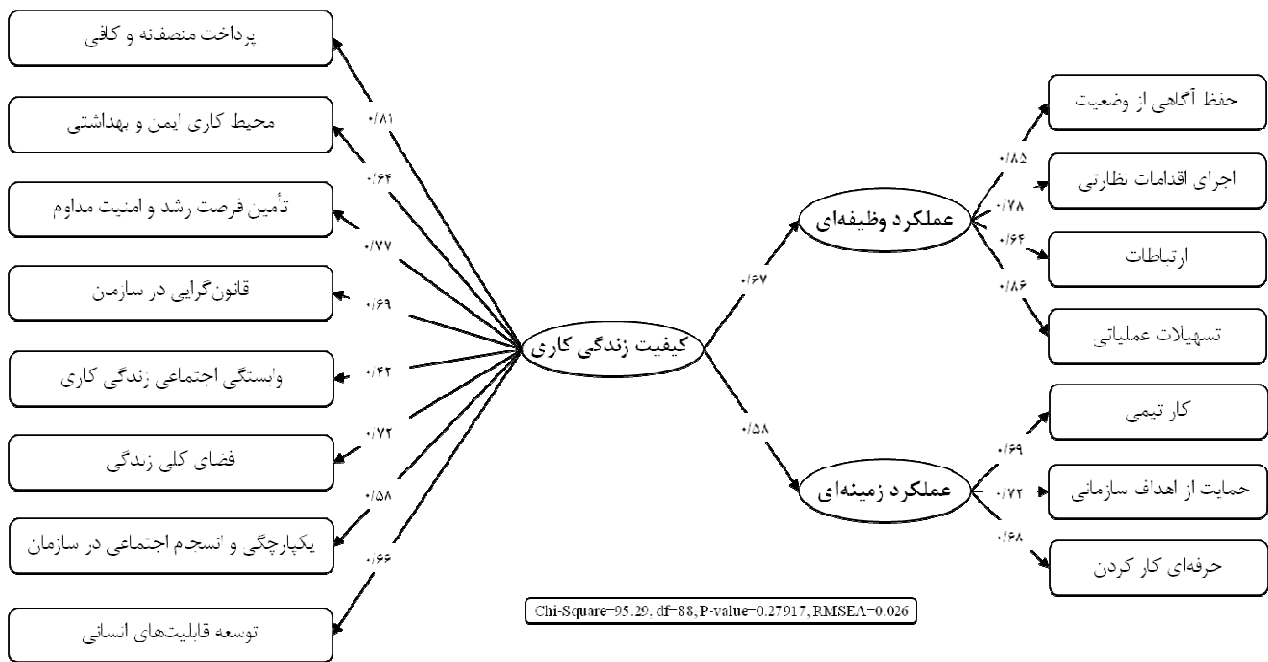 پرداخت منصفنه و کافی
محیط کاری ایمن و بهداشتی
تأمین فرصت رشد و امنیت مداوم
قانون‌گرایی در سازمن
وابستگی اجتماعی زندگی کاری
فضای کلی زندگی
یکپارچگی و انسجم اجتماعی در سازمان
توسعه قابلیت‌های انسانی
۰/۸۱
۰/۶۴
۰/۷۷
۰/۶۹
۰/۴۲
۰/۷۲
۰/۵۸
۰/۶۶
کیفیت زندگی کاری
۰/۶۷
۰/۵۸
عملکرد وظیفه‌ای
عملکرد زمینه‌ای
۰/۸۵
۰/۷۸
۰/۶۴
۰/۸۶
۰/۶۹
۰/۷۲
۰/۶۸
حفظ آگاهی از وضعیت
اجرای اقدامات نظارتی
ارتباطات
تسهیلات عملیاتی
کار تیمی
حمایت از اهداف سازمانی
حرفه‌ای کار کردن
Chi-Square=95.29, df=88, P-value=0.27917, RMSEA=0.026